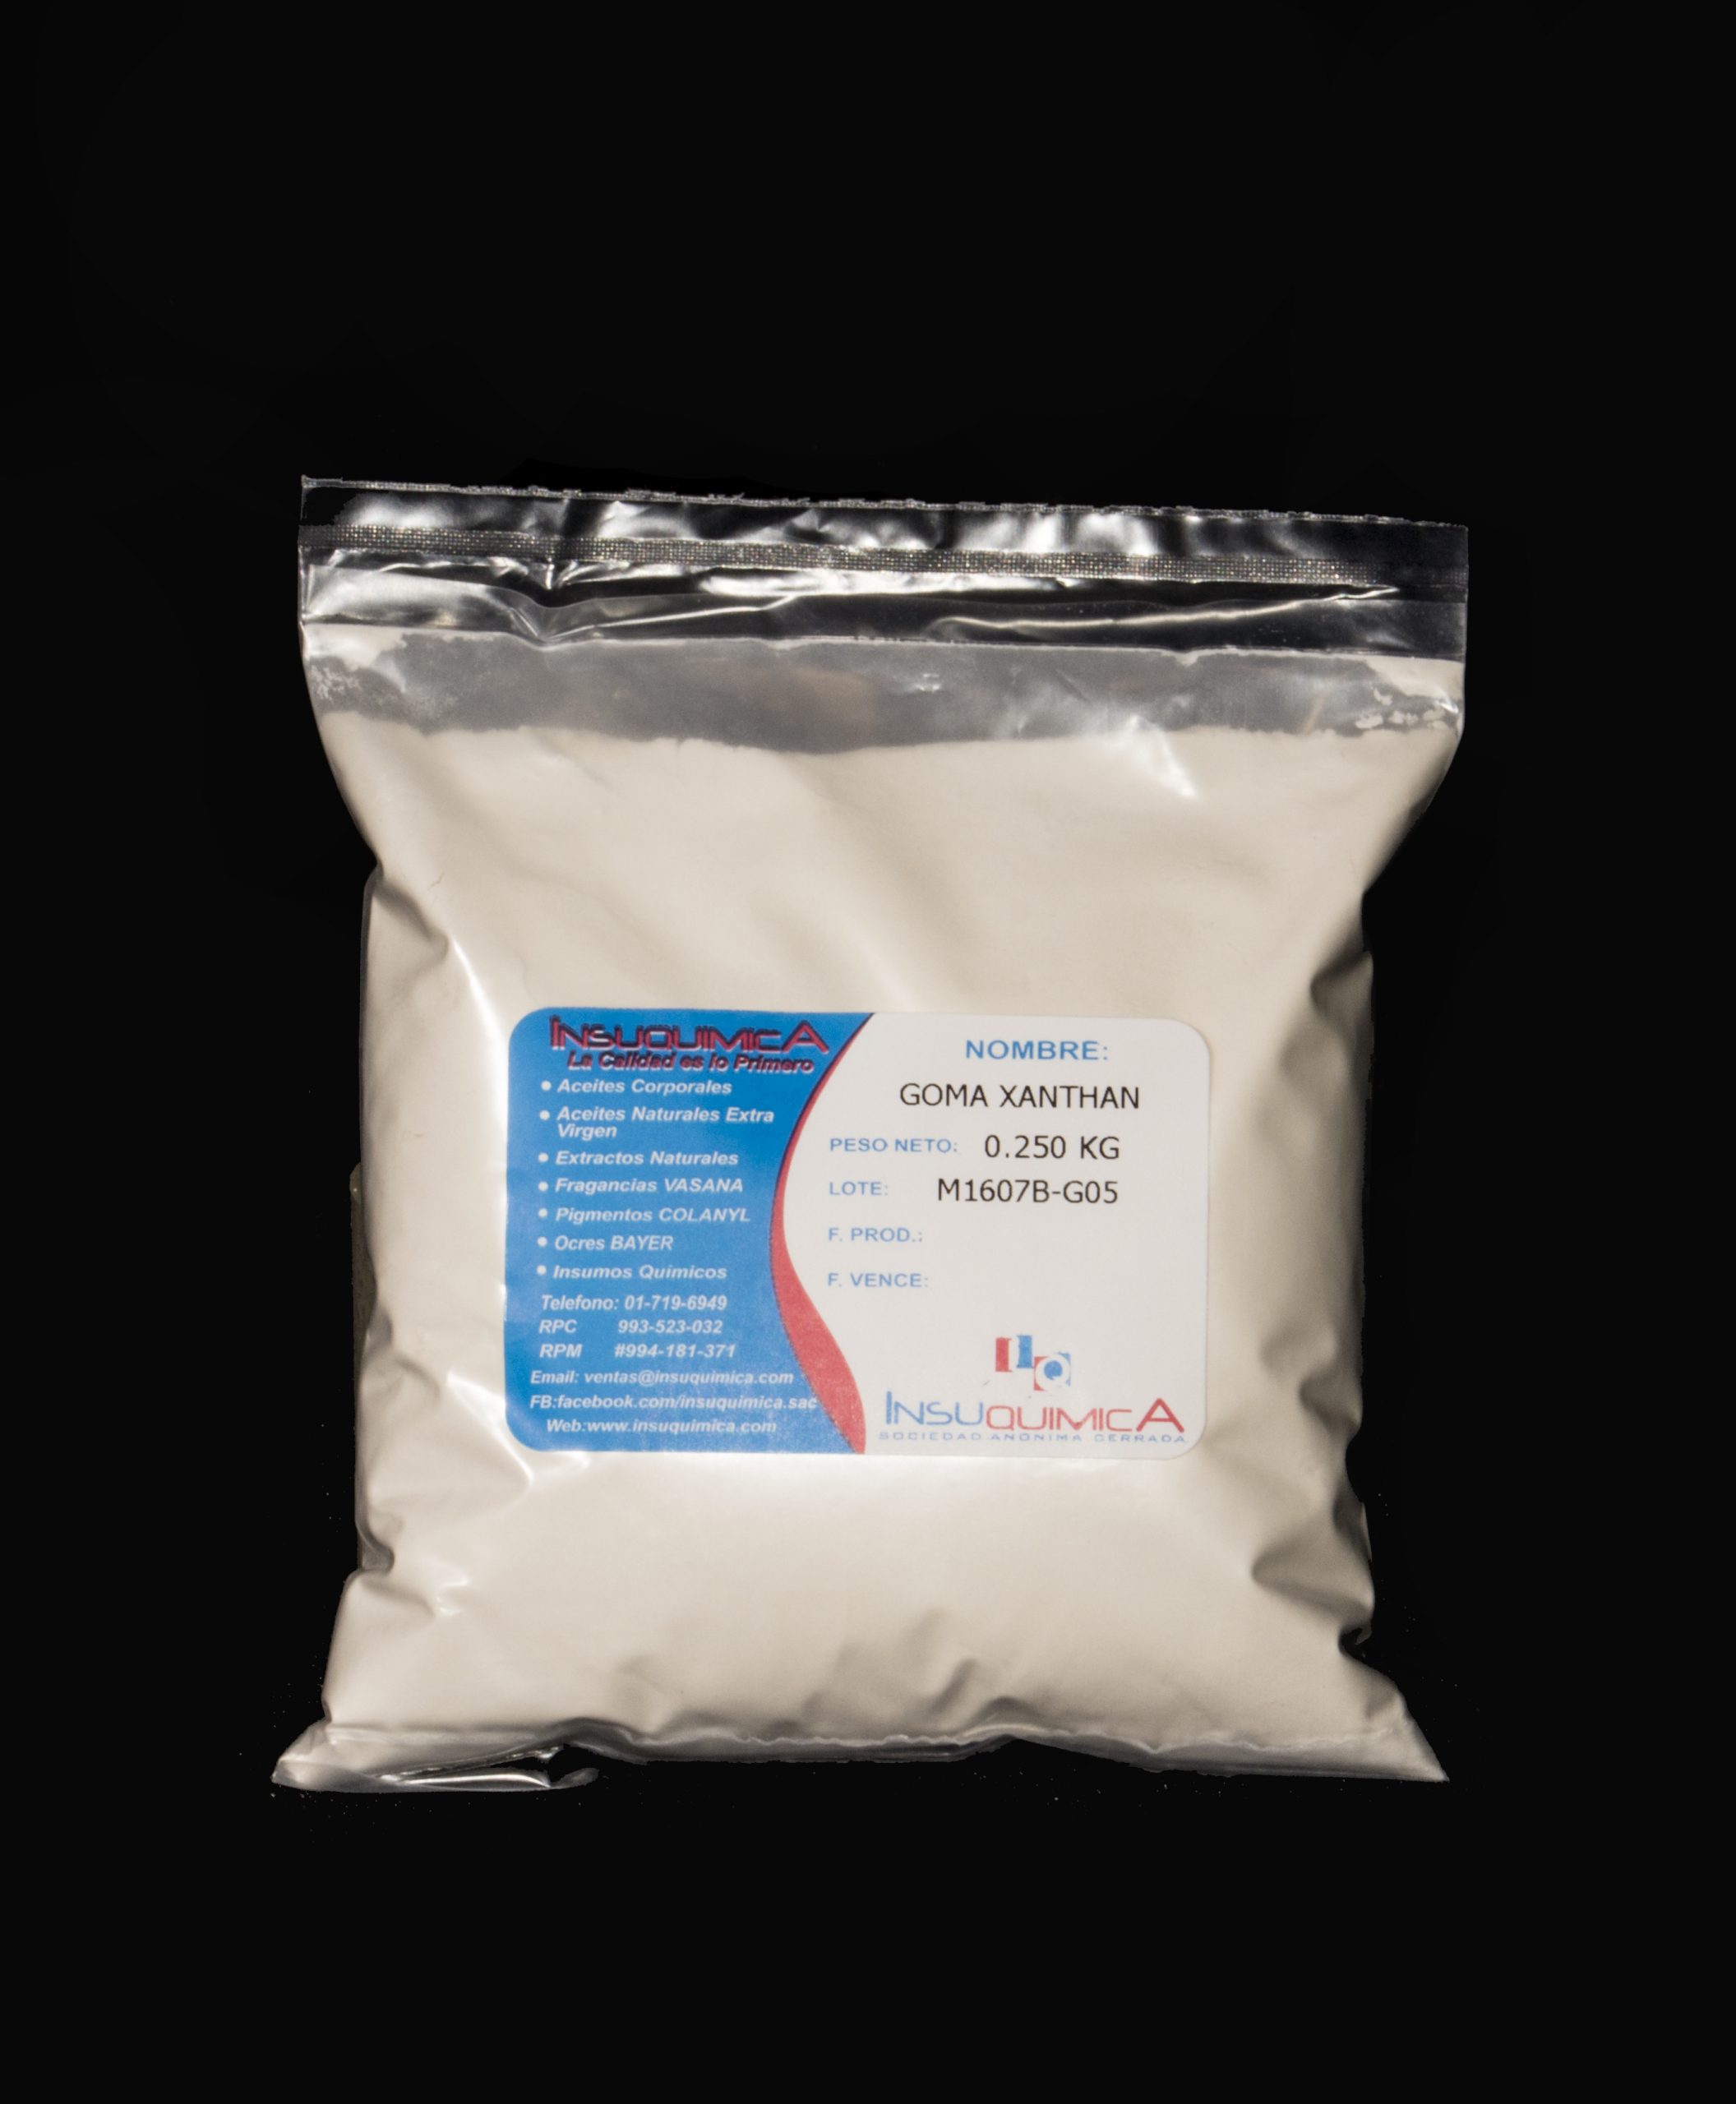 INSUQUIMICA
La Calidad es lo Primero
• Aceites Corporales
• Aceites Naturales Extra
Virgen
• Extractos Naturales
• Fragancias VASANA
• Pigmentos COLANYL
• Ocres BAYER
• Insumos Químicos
Telefono: 01-719-6949
RPC 993-523-032
RPM #994-181-371
Email: ventas@insuquimica.com
FB:facebook.com/insuquimica.sac
Web:www.insuquimica.com
NOMBRE:
GOMA XANTHAN
PESO NETO: 0.250 KG
LOTE: M1607B-G05
F. PROD.:
F. VENCE:
IQ
INSUQUIMICA
SOCIEDAD ANÓNIMA CERRADA